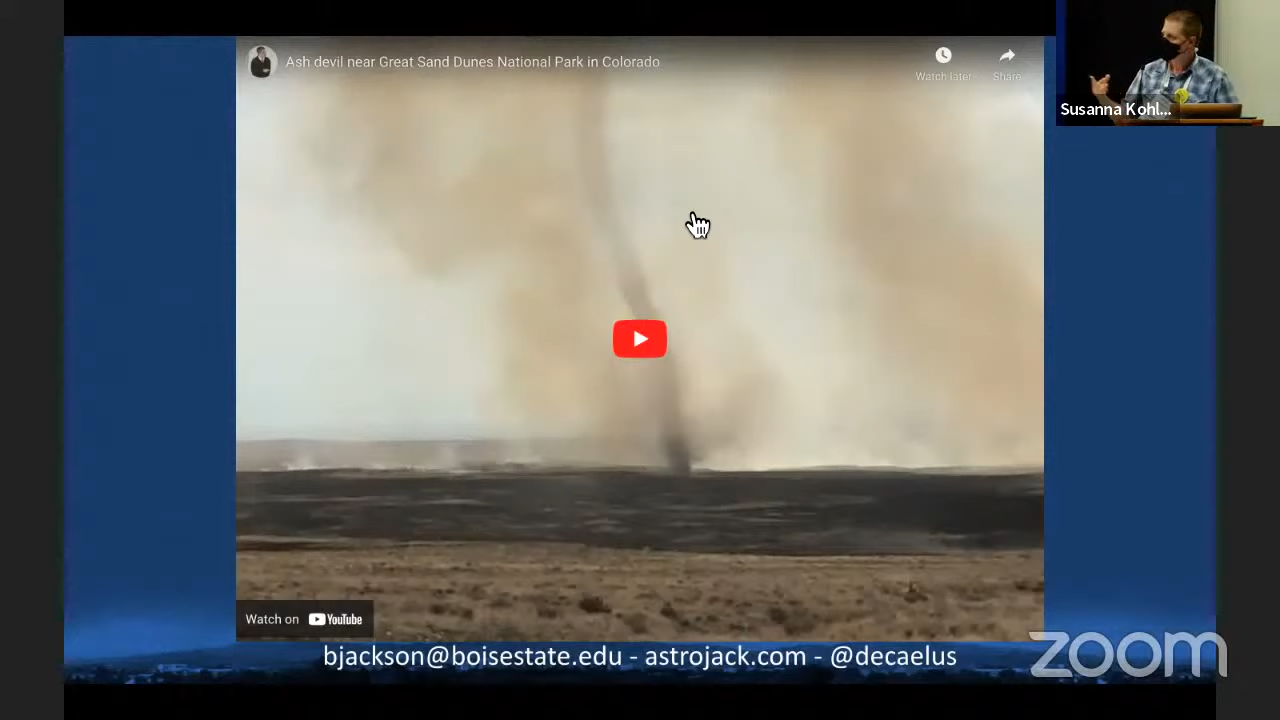 Ash devil near Great Sand Dunes National Park in Colorado
Watch later
Share
Susanna Kohl...
Watch on YouTube
bjackson@boisestate.edu - astrojack.com - @decaelus
zoom